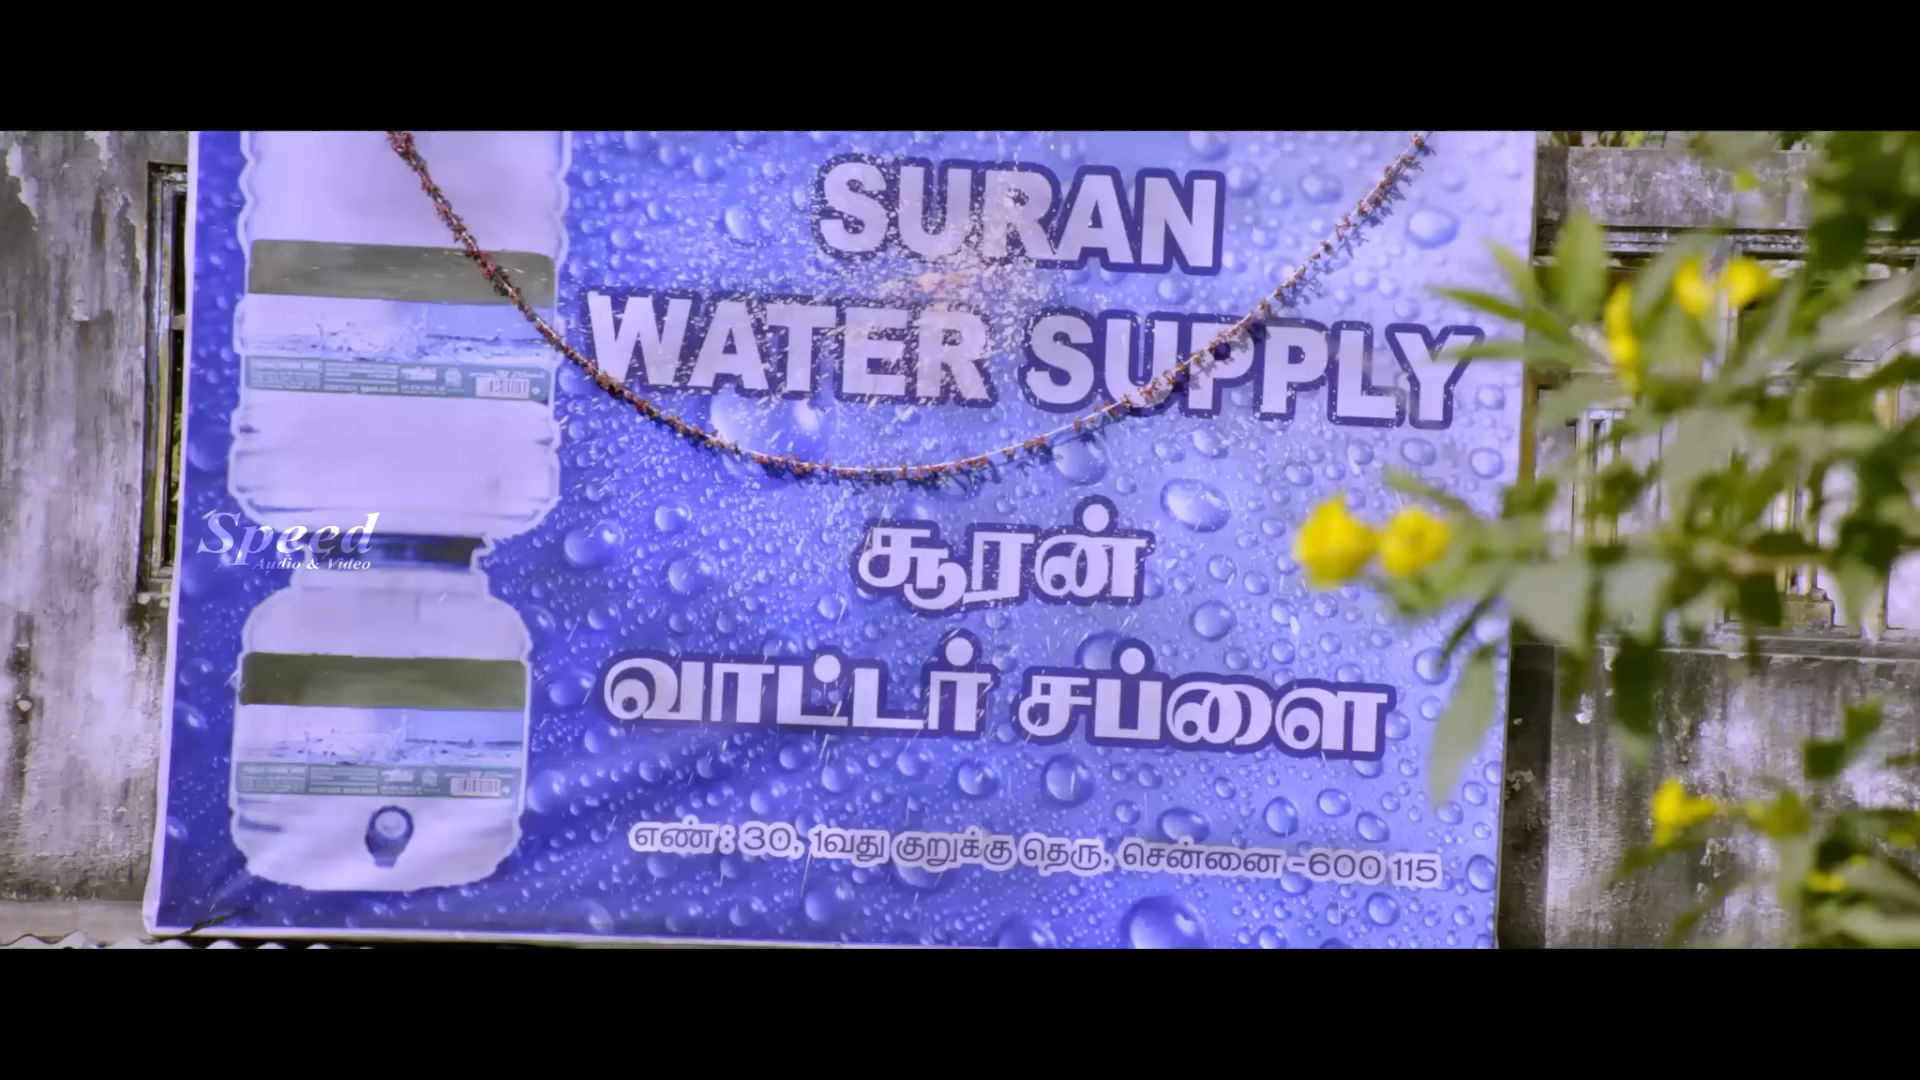 SURAN
WATER SUPPLY
சூரன்
வாட்டர் சப்ளை
எண் : 30, 1வது குறுக்கு தெரு, சென்னை -600 115
Speed
Audio & Video